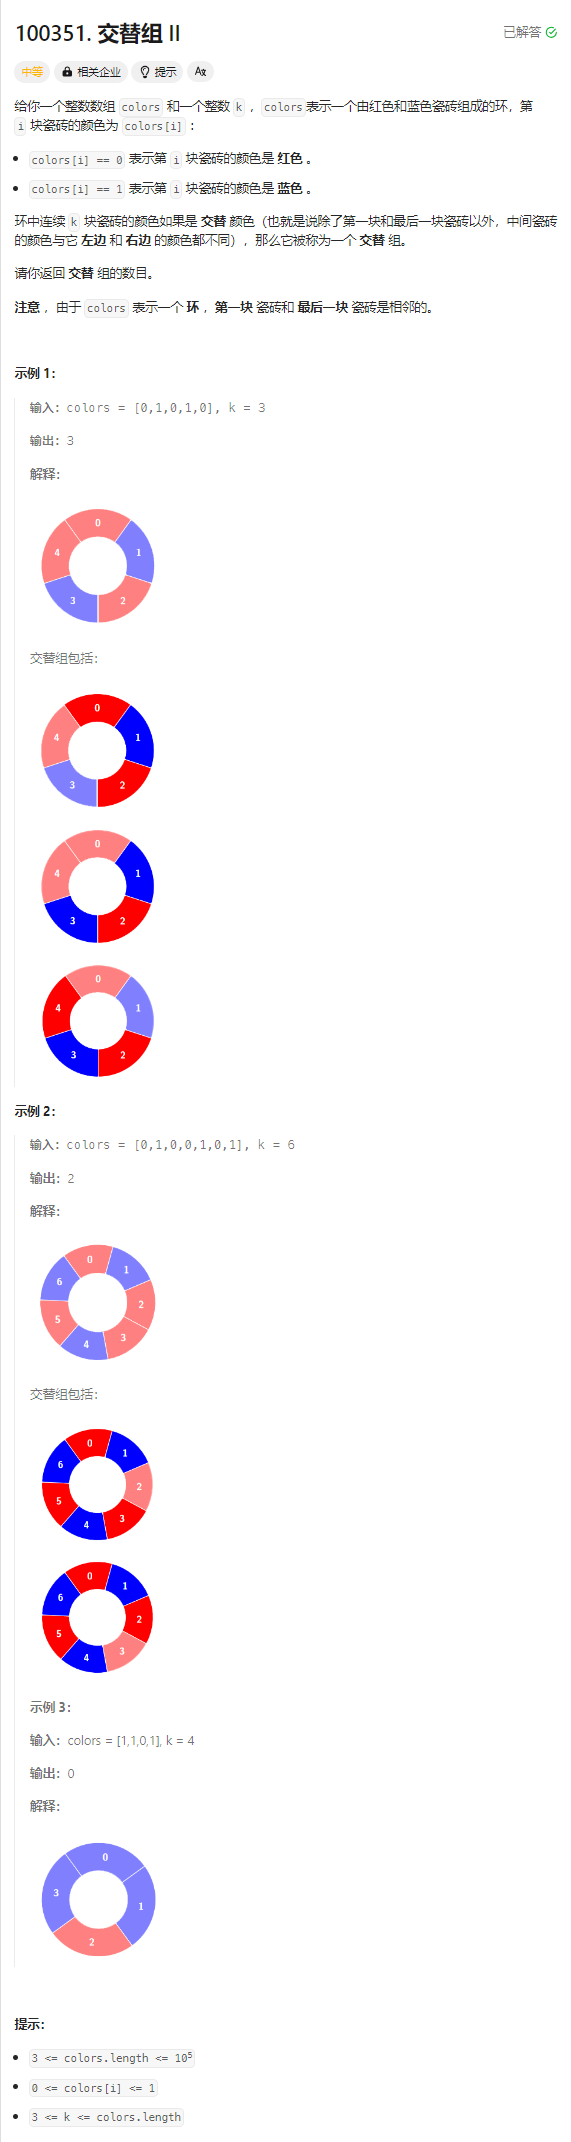 100351. 交替组 II
已解答
中等 相关企业 提示 Ax
给你一个整数数组 colors 和一个整数 k ，colors表示一个由红色和蓝色瓷砖组成的环，第
i 块瓷砖的颜色为 colors[i] ：
colors[i] == 0 表示第 i 块瓷砖的颜色是 红色 。
colors[i] == 1 表示第 i 块瓷砖的颜色是 蓝色 。
环中连续 k 块瓷砖的颜色如果是 交替 颜色（也就是说除了第一块和最后一块瓷砖以外，中间瓷砖
的颜色与它 左边 和 右边 的颜色都不同），那么它被称为一个 交替 组。
请你返回 交替 组的数目。
注意 ，由于 colors 表示一个 环 ，第一块 瓷砖和 最后一块 瓷砖是相邻的。
示例 1：
输入：colors = [0,1,0,1,0], k = 3
输出：3
解释：
0
4 1
3 2
交替组包括：
0
4 1
3 2
0
4 1
3 2
0
4 1
3 2
示例 2：
输入：colors = [0,1,0,0,1,0,1], k = 6
输出：2
解释：
0
6 1
5 2
4 3
交替组包括：
0
6 1
5 2
4 3
0
6 1
5 2
4 3
示例 3：
输入：colors = [1,1,0,1], k = 4
输出：0
解释：
0
3 1
2
提示：
3 <= colors.length <= 10⁵
0 <= colors[i] <= 1
3 <= k <= colors.length